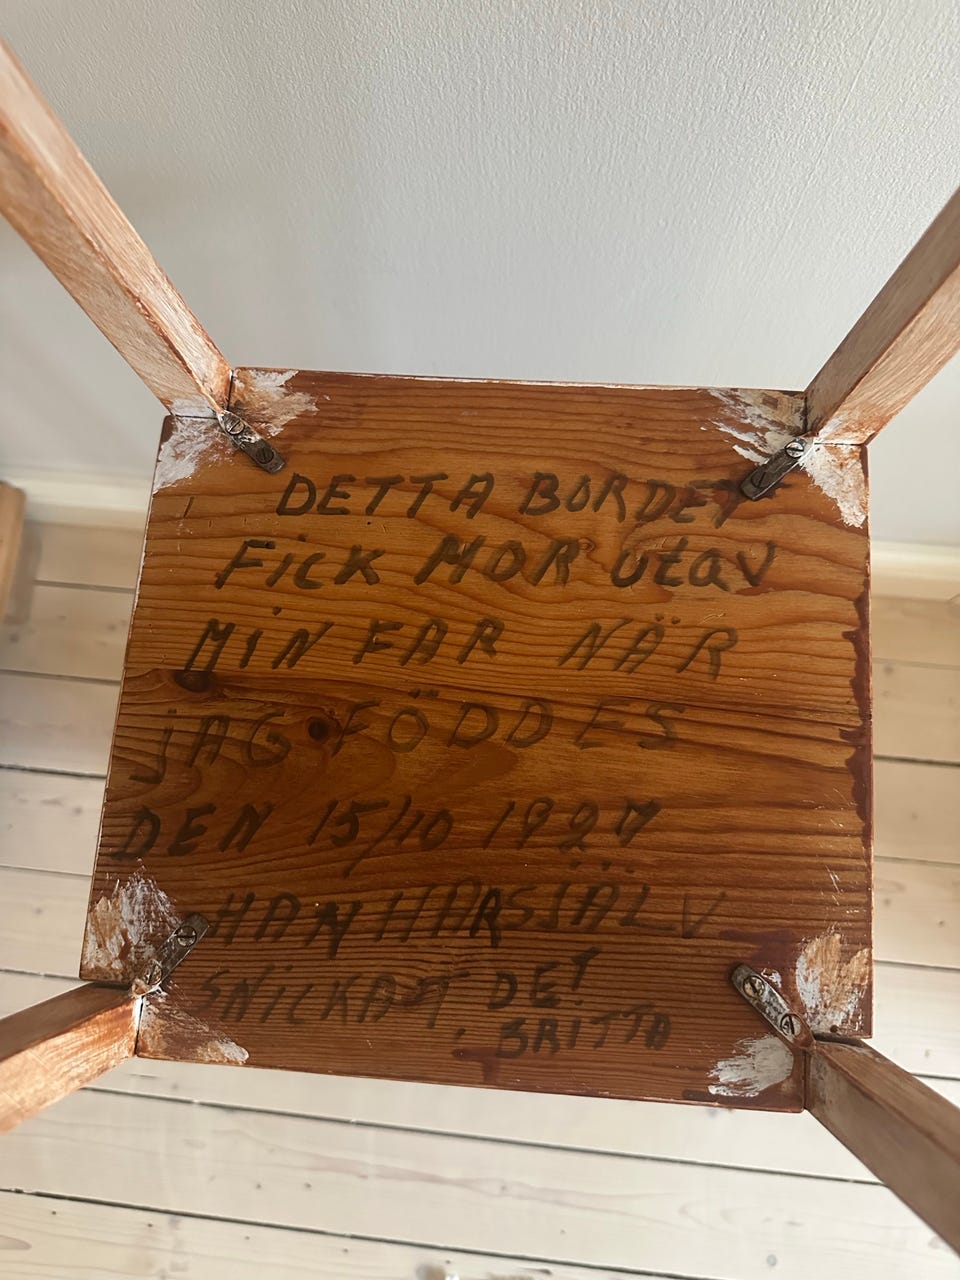 DETTA BORDET
FicK MOR utav
MIN FAR NÄR
jAG FÖDDES
DEN 15/10 1927
HAN HAR SJÄLV
SNICKAT DET
. BRITTA